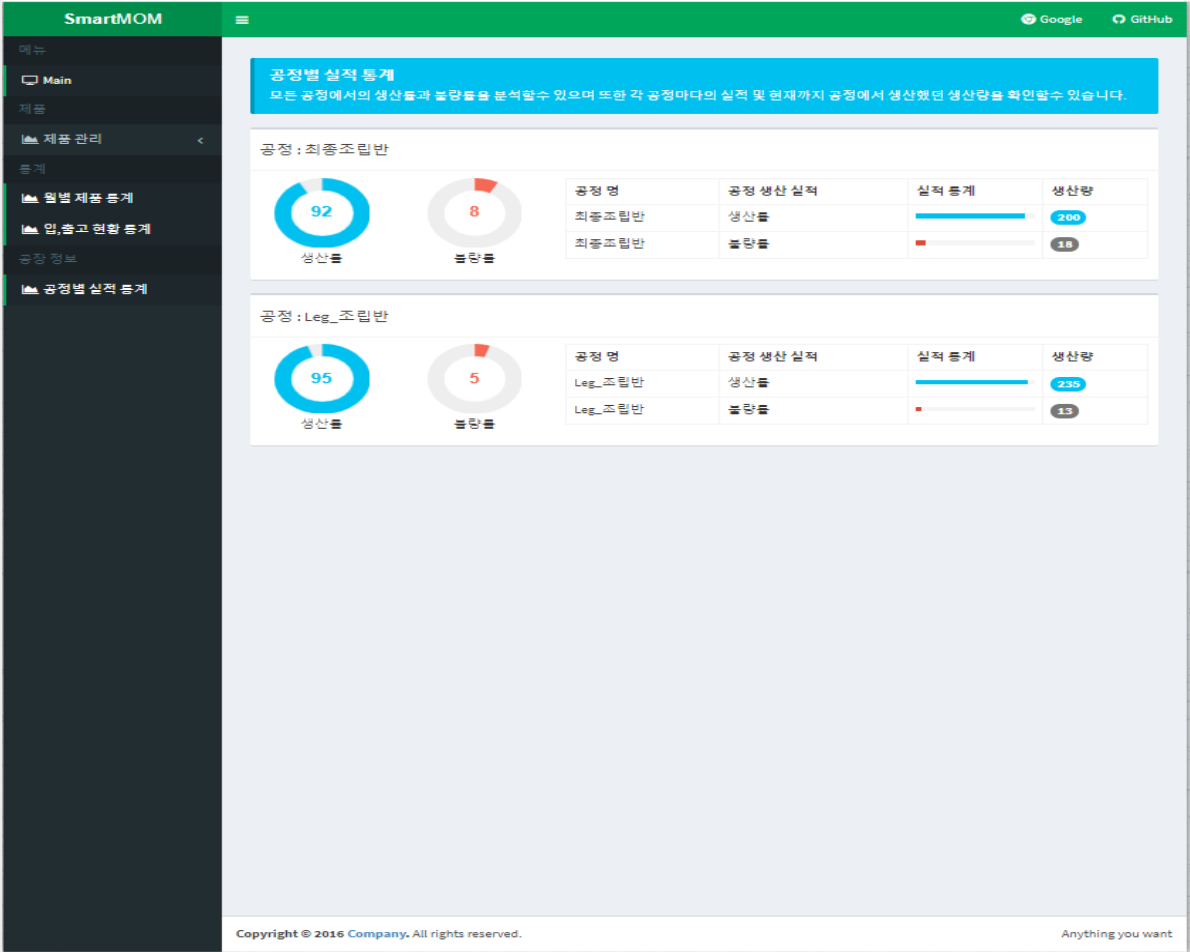 SmartMOM
Google GitHub
메뉴
Main
제품
제품 관리
통계
월별 제품 통계
입,출고 현황 통계
공장 정보
공정별 실적 통계
공정별 실적 통계
모든 공정에서의 생산률과 불량률을 분석할수 있으며 또한 각 공정마다의 실적 및 현재까지 공정에서 생산했던 생산량을 확인할수 있습니다.
공정 : 최종조립반
92
생산률
8
불량률
공정 명 공정 생산 실적 실적 통계 생산량
최종조립반 생산률 200
최종조립반 불량률 18
공정 : Leg_조립반
95
생산률
5
불량률
공정 명 공정 생산 실적 실적 통계 생산량
Leg_조립반 생산률 235
Leg_조립반 불량률 13
Copyright © 2016 Company. All rights reserved. Anything you want